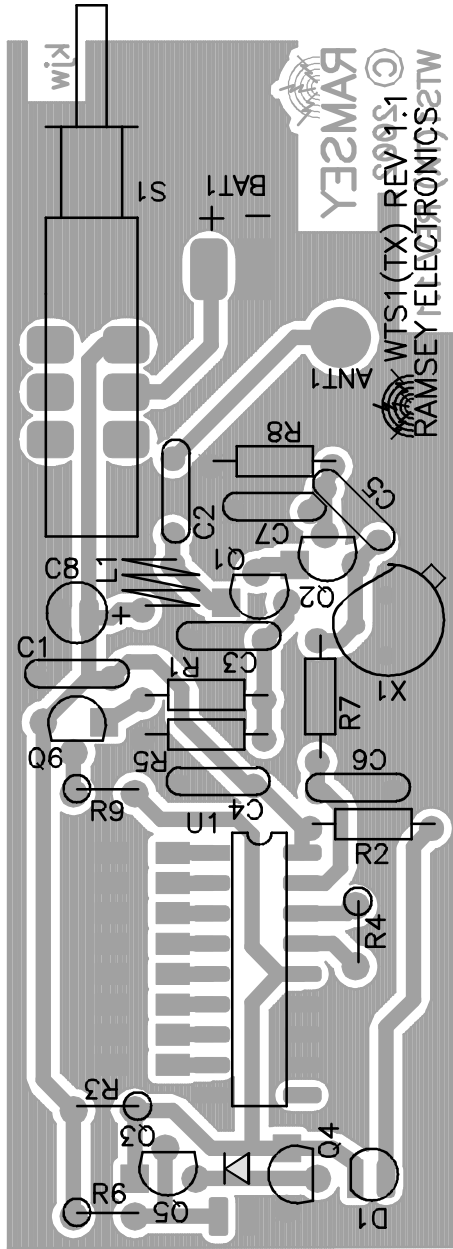 kjw
RAMSEY
© 2008
WTS1(TX) REV 1.1
RAMSEY ELECTRONICS
S1
BAT1
+ −
ANT1
R8
C5
C2
C7
Q1
Q2
C8
L1
+
C1
C3
X1
R1
R7
R5
Q6
C6
R9
C4
U1
R2
R4
R3
Q3
Q4
R6
Q5
D1